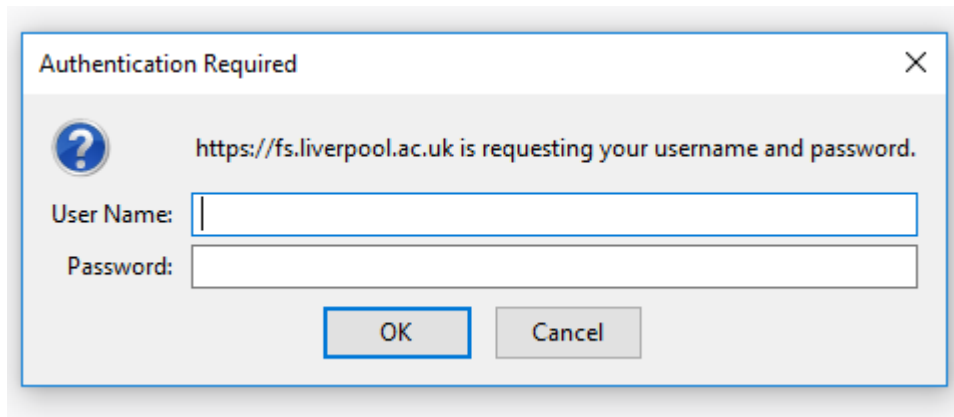 Authentication Required
https://fs.liverpool.ac.uk is requesting your username and password.
User Name:
Password:
OK Cancel